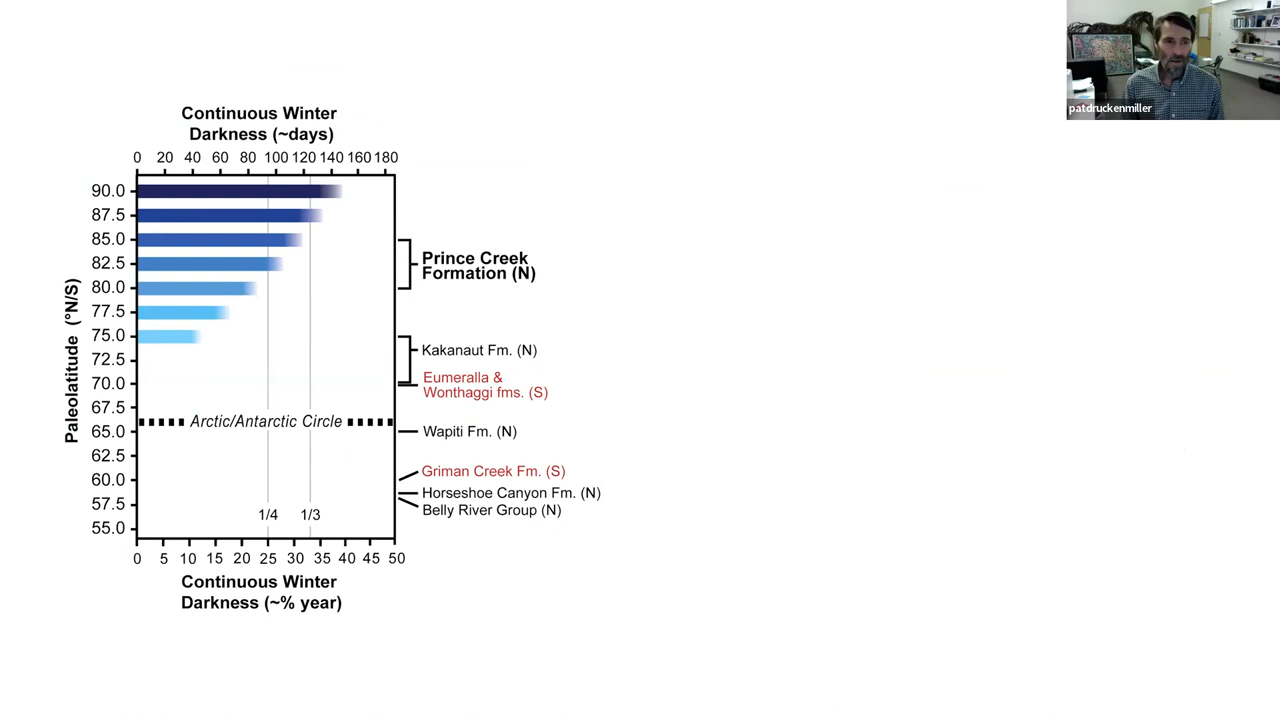 patdruckenmiller
Continuous Winter
Darkness (~days)
0 20 40 60 80 100 120 140 160 180
90.0
87.5
85.0
82.5
80.0
77.5
75.0
72.5
70.0
67.5
65.0
62.5
60.0
57.5
55.0
Paleolatitude (°N/S)
Prince Creek
Formation (N)
Kakanaut Fm. (N)
Eumeralla &
Wonthaggi fms. (S)
Arctic/Antarctic Circle
Wapiti Fm. (N)
Griman Creek Fm. (S)
Horseshoe Canyon Fm. (N)
Belly River Group (N)
1/4 1/3
0 5 10 15 20 25 30 35 40 45 50
Continuous Winter
Darkness (~% year)